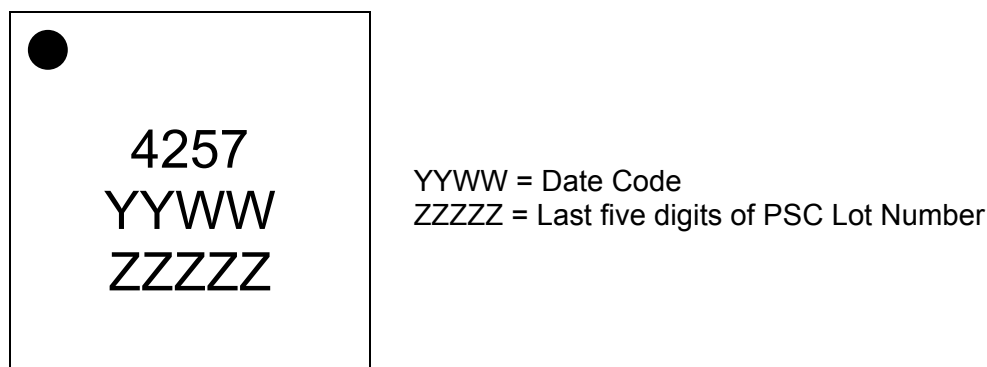 4257
YYWW
ZZZZZ
YYWW = Date Code
ZZZZZ = Last five digits of PSC Lot Number